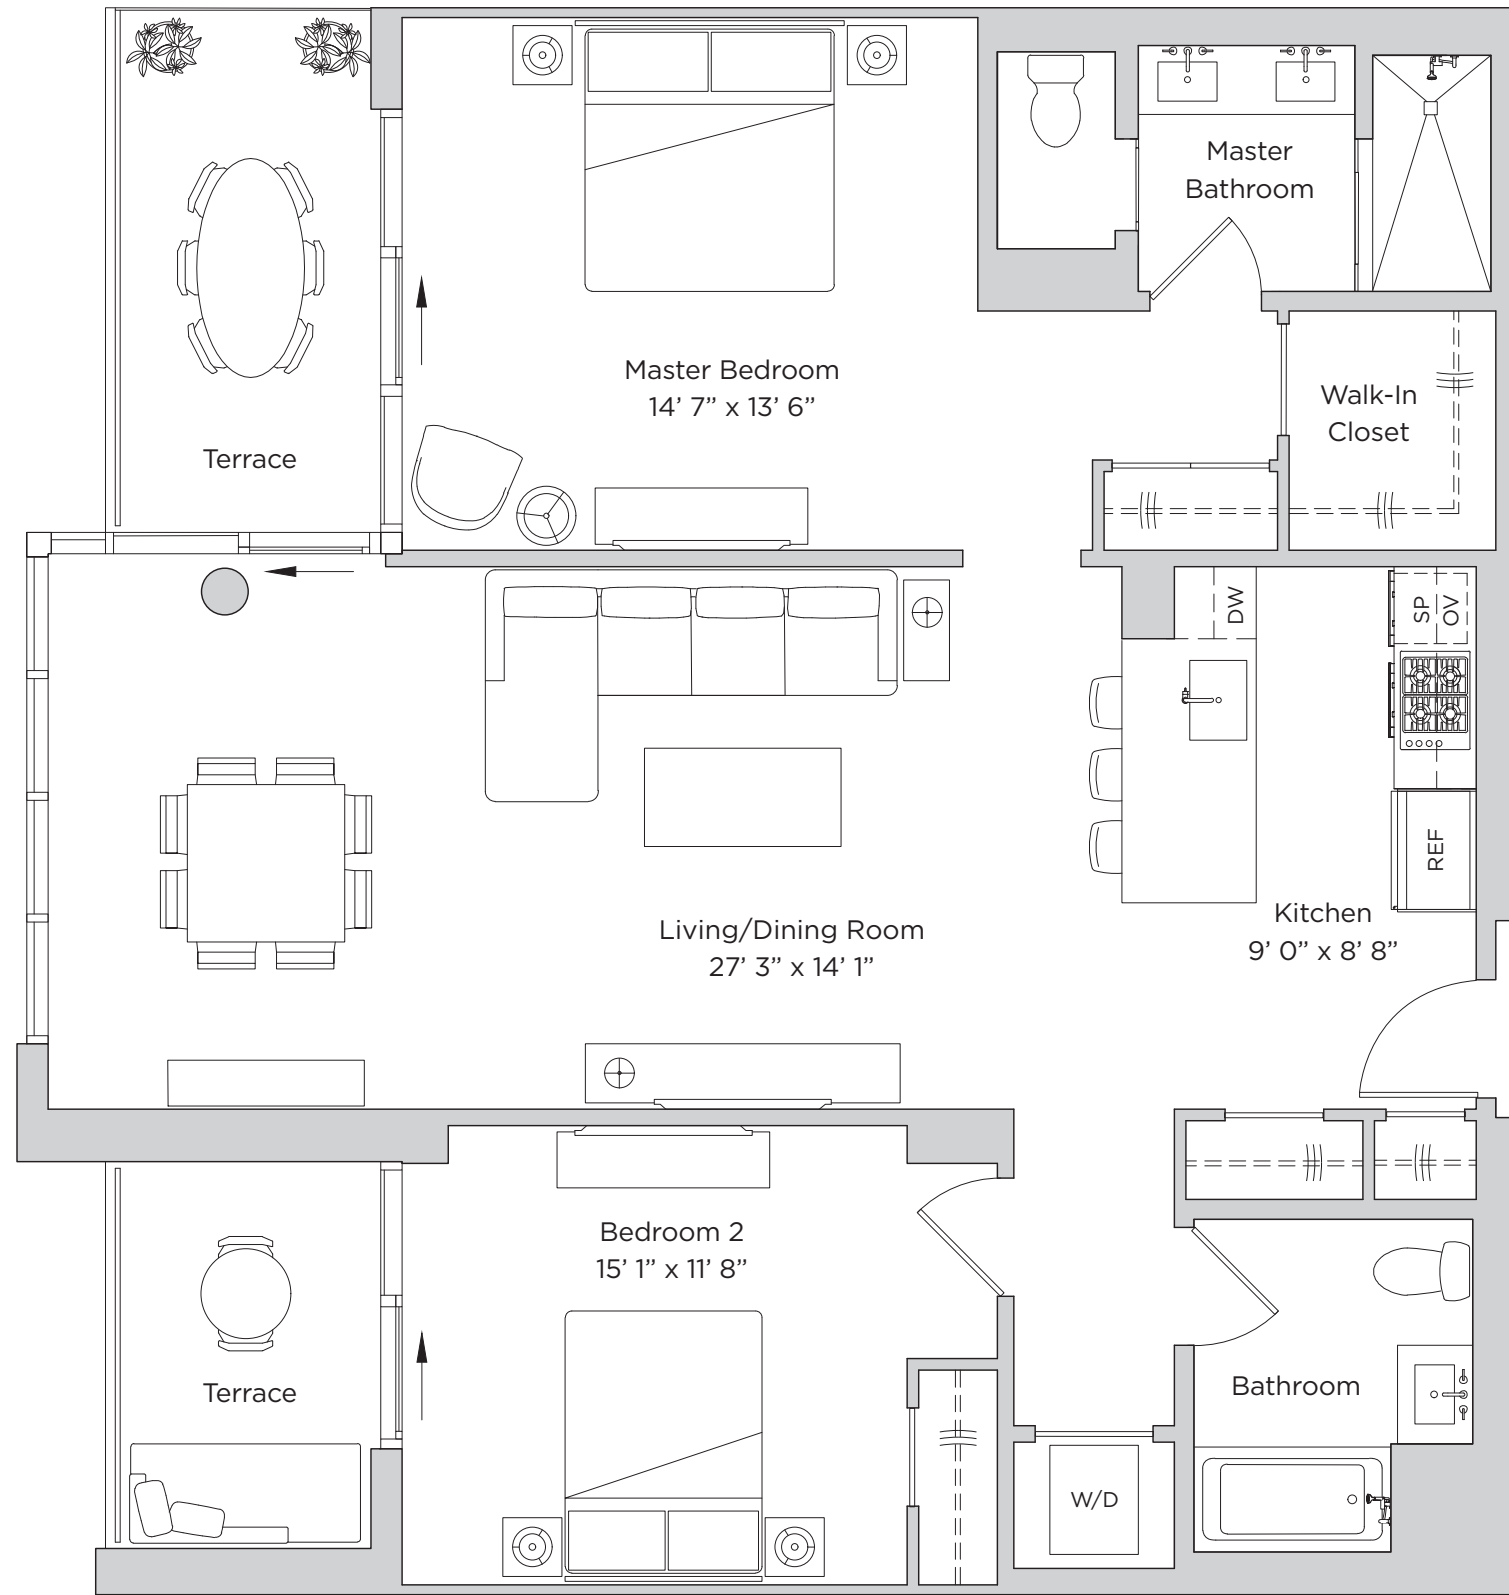 Master
Bathroom
Master Bedroom
14’ 7” x 13’ 6”
Walk-In
Closet
Terrace
DW
SP
OV
REF
Kitchen
9’ 0” x 8’ 8”
Living/Dining Room
27’ 3” x 14’ 1”
Bedroom 2
15’ 1” x 11’ 8”
Terrace
Bathroom
W/D